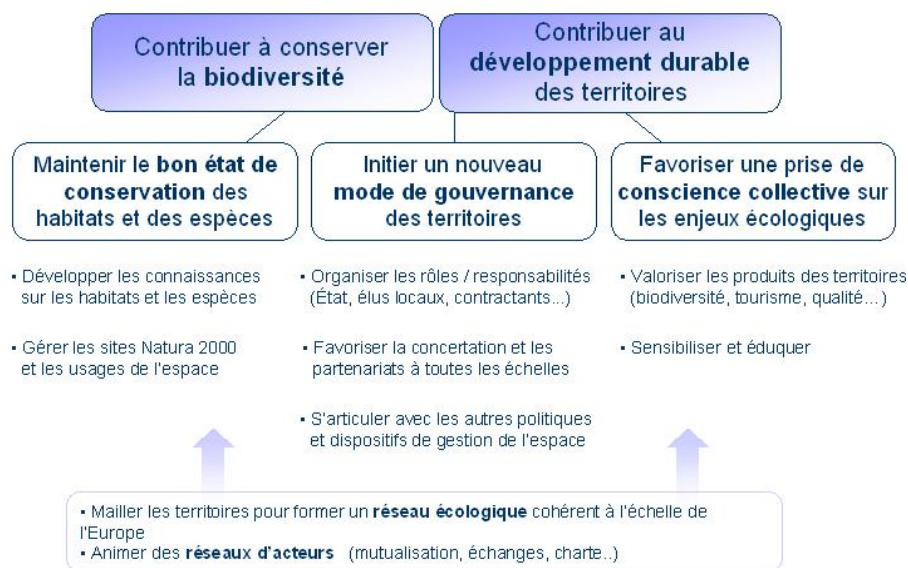 Contribuer à conserver
la biodiversité
Contribuer au
développement durable
des territoires
Maintenir le bon état de
conservation des
habitats et des espèces
Initier un nouveau
mode de gouvernance
des territoires
Favoriser une prise de
conscience collective sur
les enjeux écologiques
▪ Développer les connaissances
sur les habitats et les espèces
▪ Gérer les sites Natura 2000
et les usages de l'espace
▪ Organiser les rôles / responsabilités
(État, élus locaux, contractants...)
▪ Favoriser la concertation et les
partenariats à toutes les échelles
▪ S'articuler avec les autres politiques
et dispositifs de gestion de l'espace
▪ Valoriser les produits des territoires
(biodiversité, tourisme, qualité...)
▪ Sensibiliser et éduquer
▪ Mailler les territoires pour former un réseau écologique cohérent à l'échelle de
l'Europe
▪ Animer des réseaux d'acteurs (mutualisation, échanges, charte..)